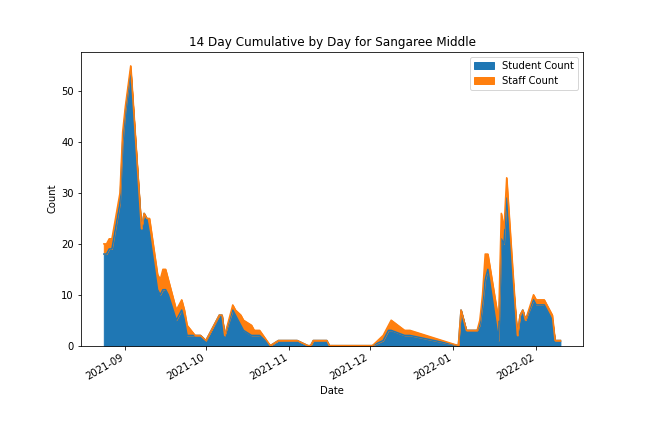 14 Day Cumulative by Day for Sangaree Middle
Student Count
Staff Count
50
40
30
20
10
0
Count
2021-09
2021-10
2021-11
2021-12
2022-01
2022-02
Date